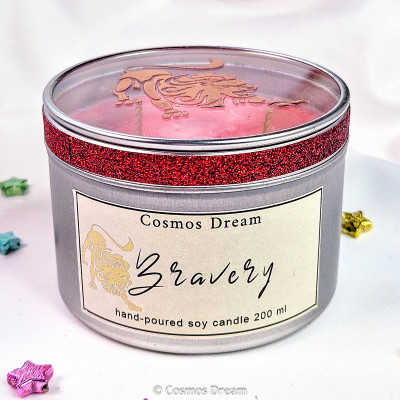 Cosmos Dream
Bravery
hand-poured soy candle 200 ml
© Cosmos Dream